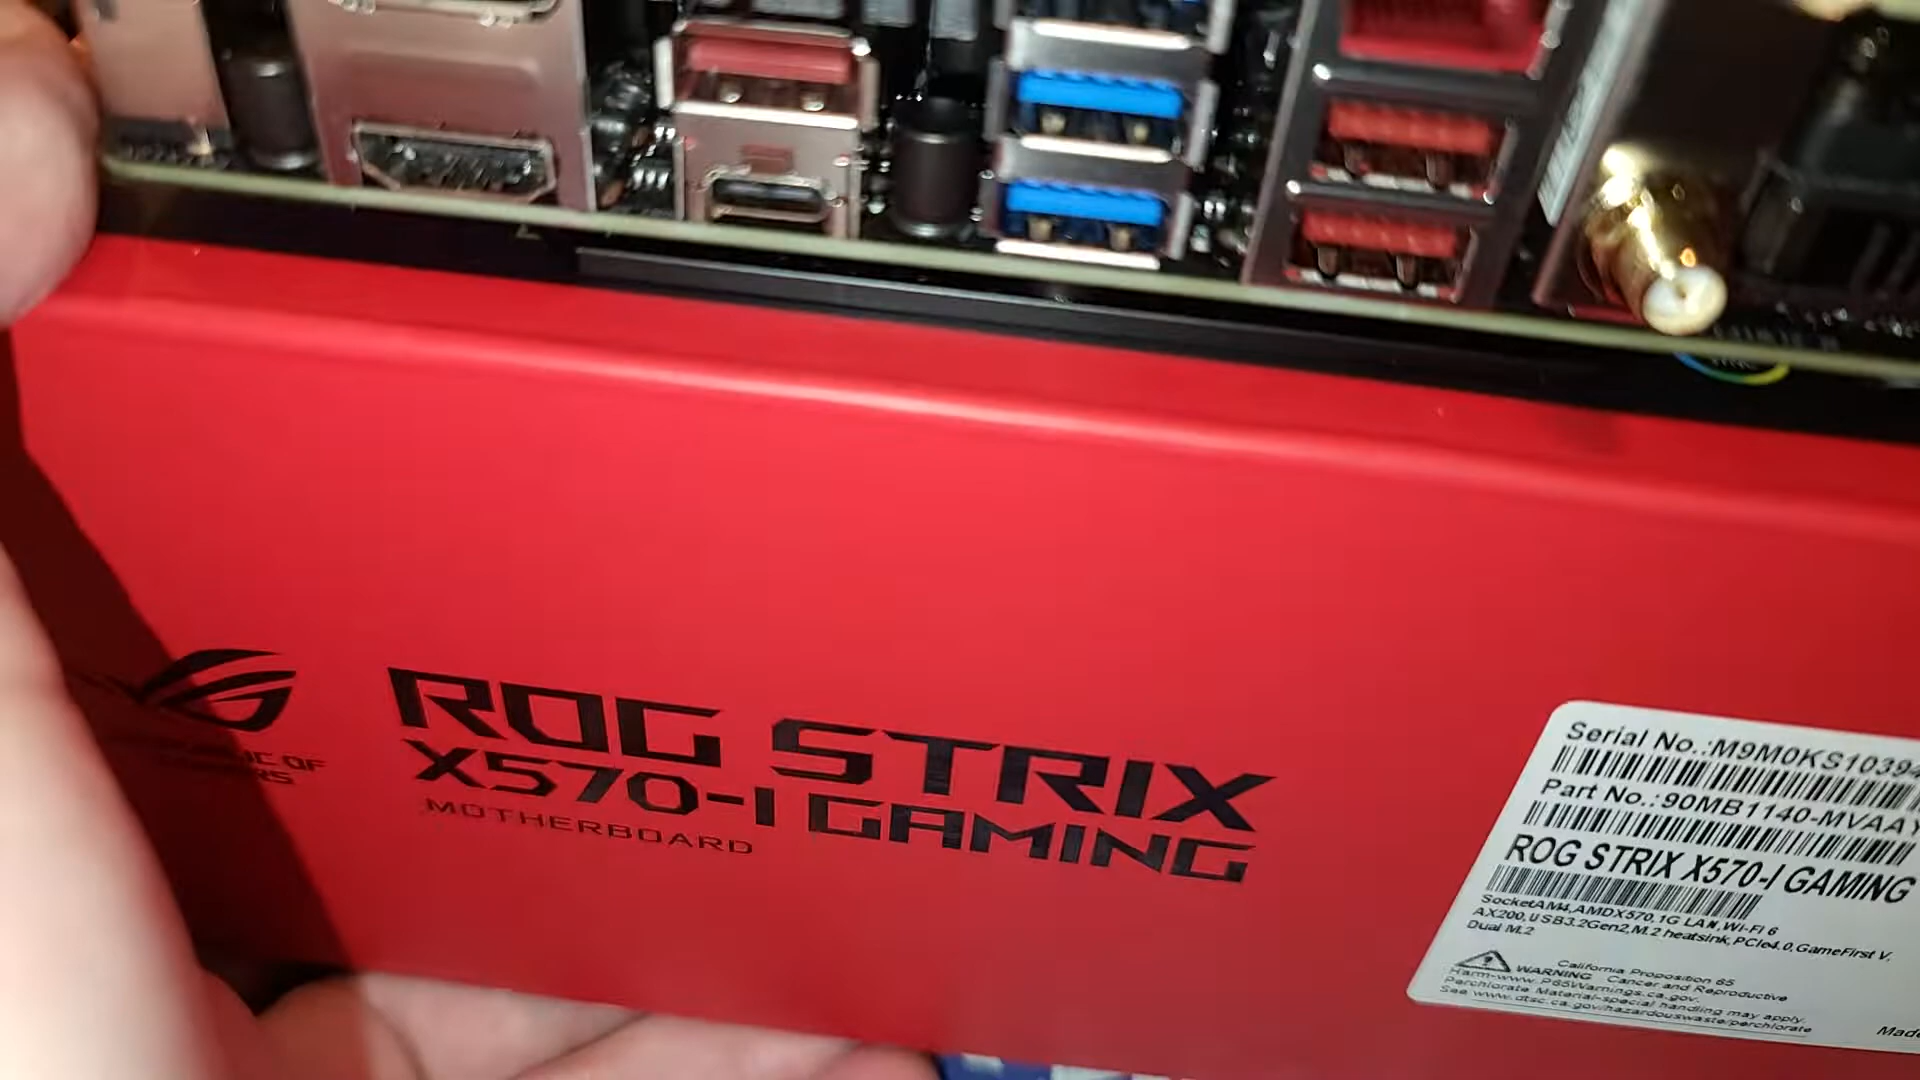 ROG STRIX
X570-I GAMING
MOTHERBOARD
Serial No.:M9M0KS10394
Part No.:90MB1140-MVAAY
ROG STRIX X570-I GAMING
SocketAM4,AMDX570,1G LAN,Wi-Fi 6
AX200,USB3.2Gen2,M.2 heatsink,PCIe4.0,GameFirst V,
Dual M.2
California Proposition 65
WARNING Cancer and Reproductive
Harm-www.P65Warnings.ca.gov.
Perchlorate Material-special handling may apply.
See www.dtsc.ca.gov/hazardouswaste/perchlorate
Made